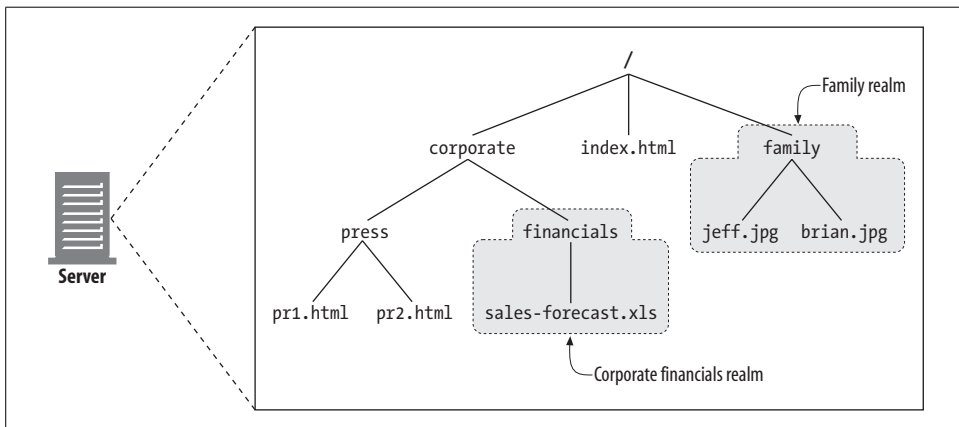 /
Family realm
corporate index.html family
press financials jeff.jpg brian.jpg
Server
pr1.html pr2.html sales-forecast.xls
Corporate financials realm